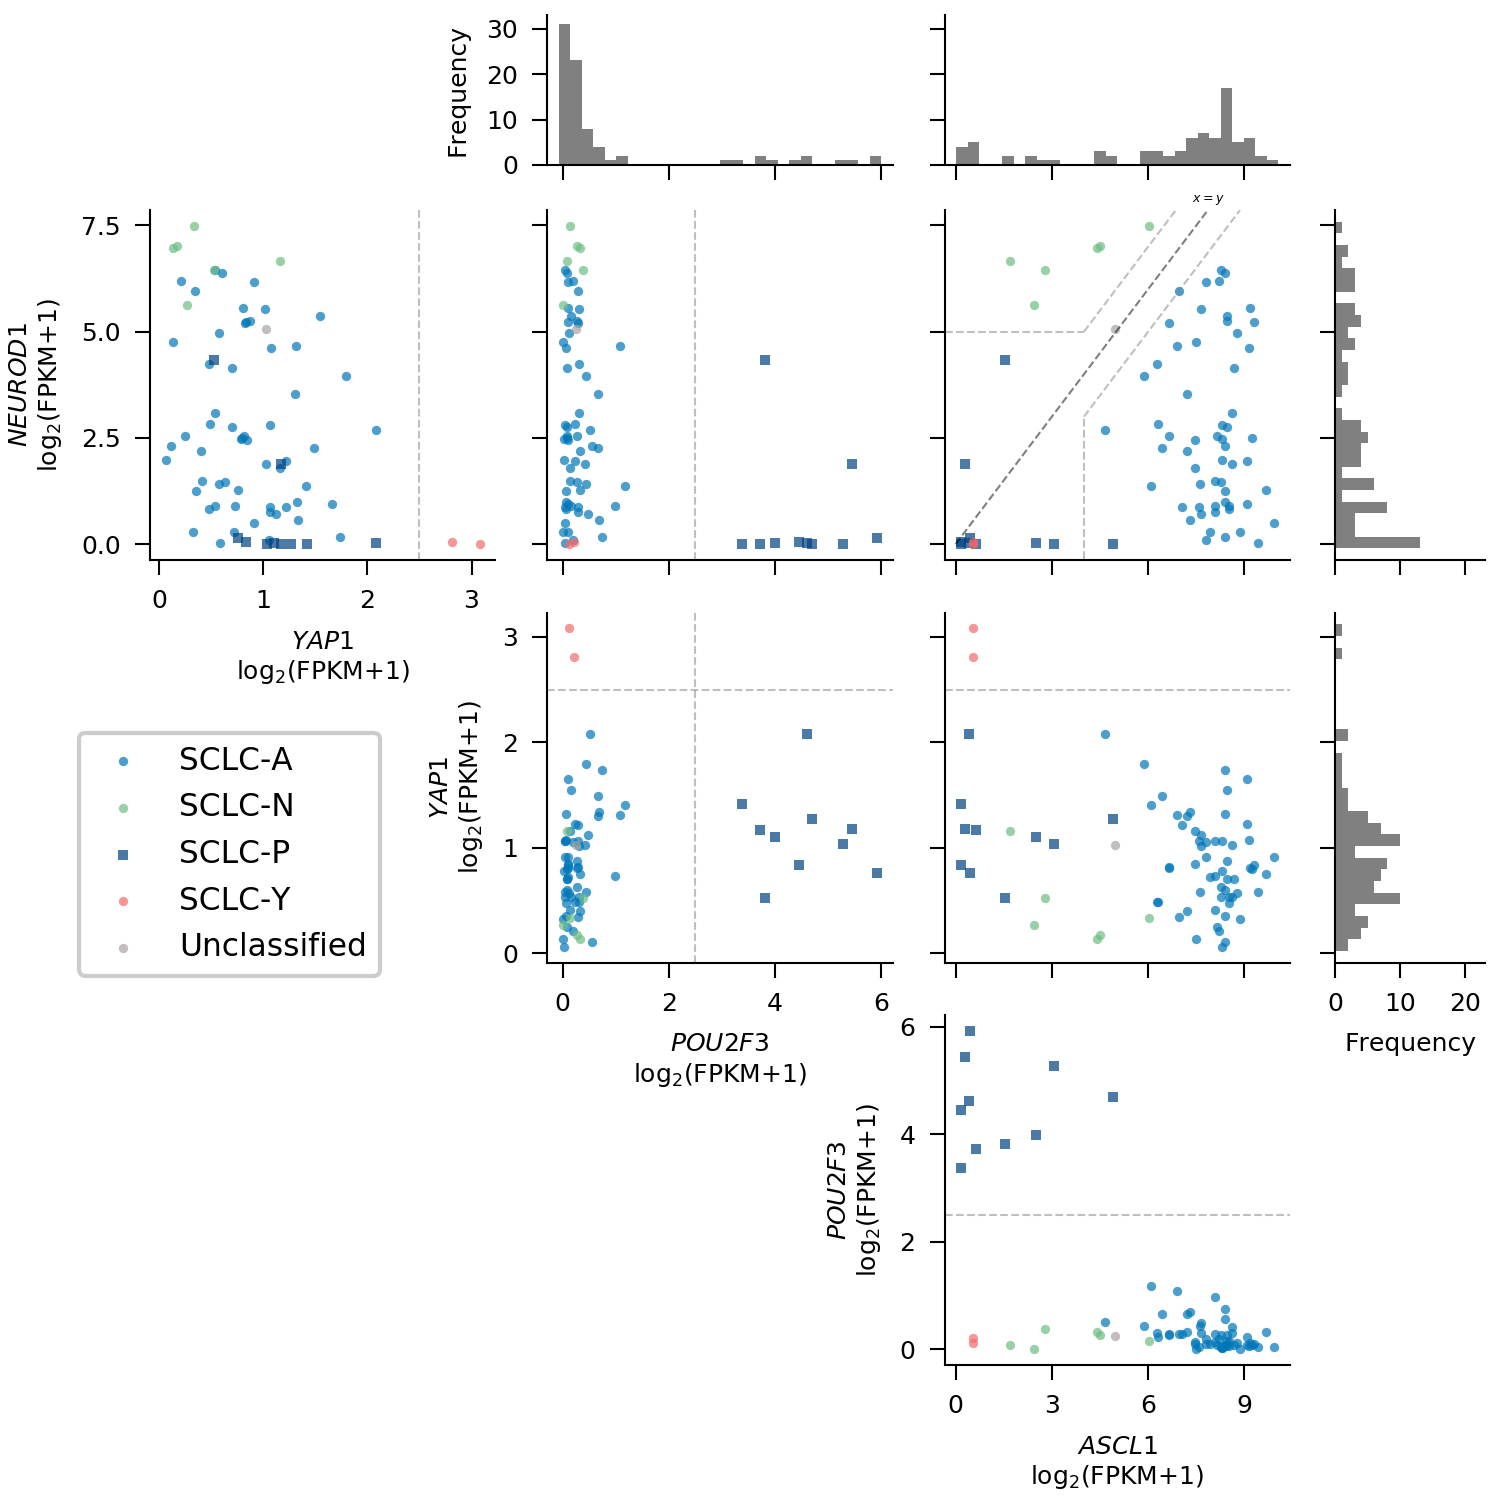 Frequency
30
20
10
0
x = y
NEUROD1
log₂(FPKM+1)
7.5
5.0
2.5
0.0
0 1 2 3
YAP1
log₂(FPKM+1)
YAP1
log₂(FPKM+1)
3
2
1
0
SCLC-A
SCLC-N
SCLC-P
SCLC-Y
Unclassified
0 2 4 6
POU2F3
log₂(FPKM+1)
0 10 20
Frequency
POU2F3
log₂(FPKM+1)
6
4
2
0
0 3 6 9
ASCL1
log₂(FPKM+1)